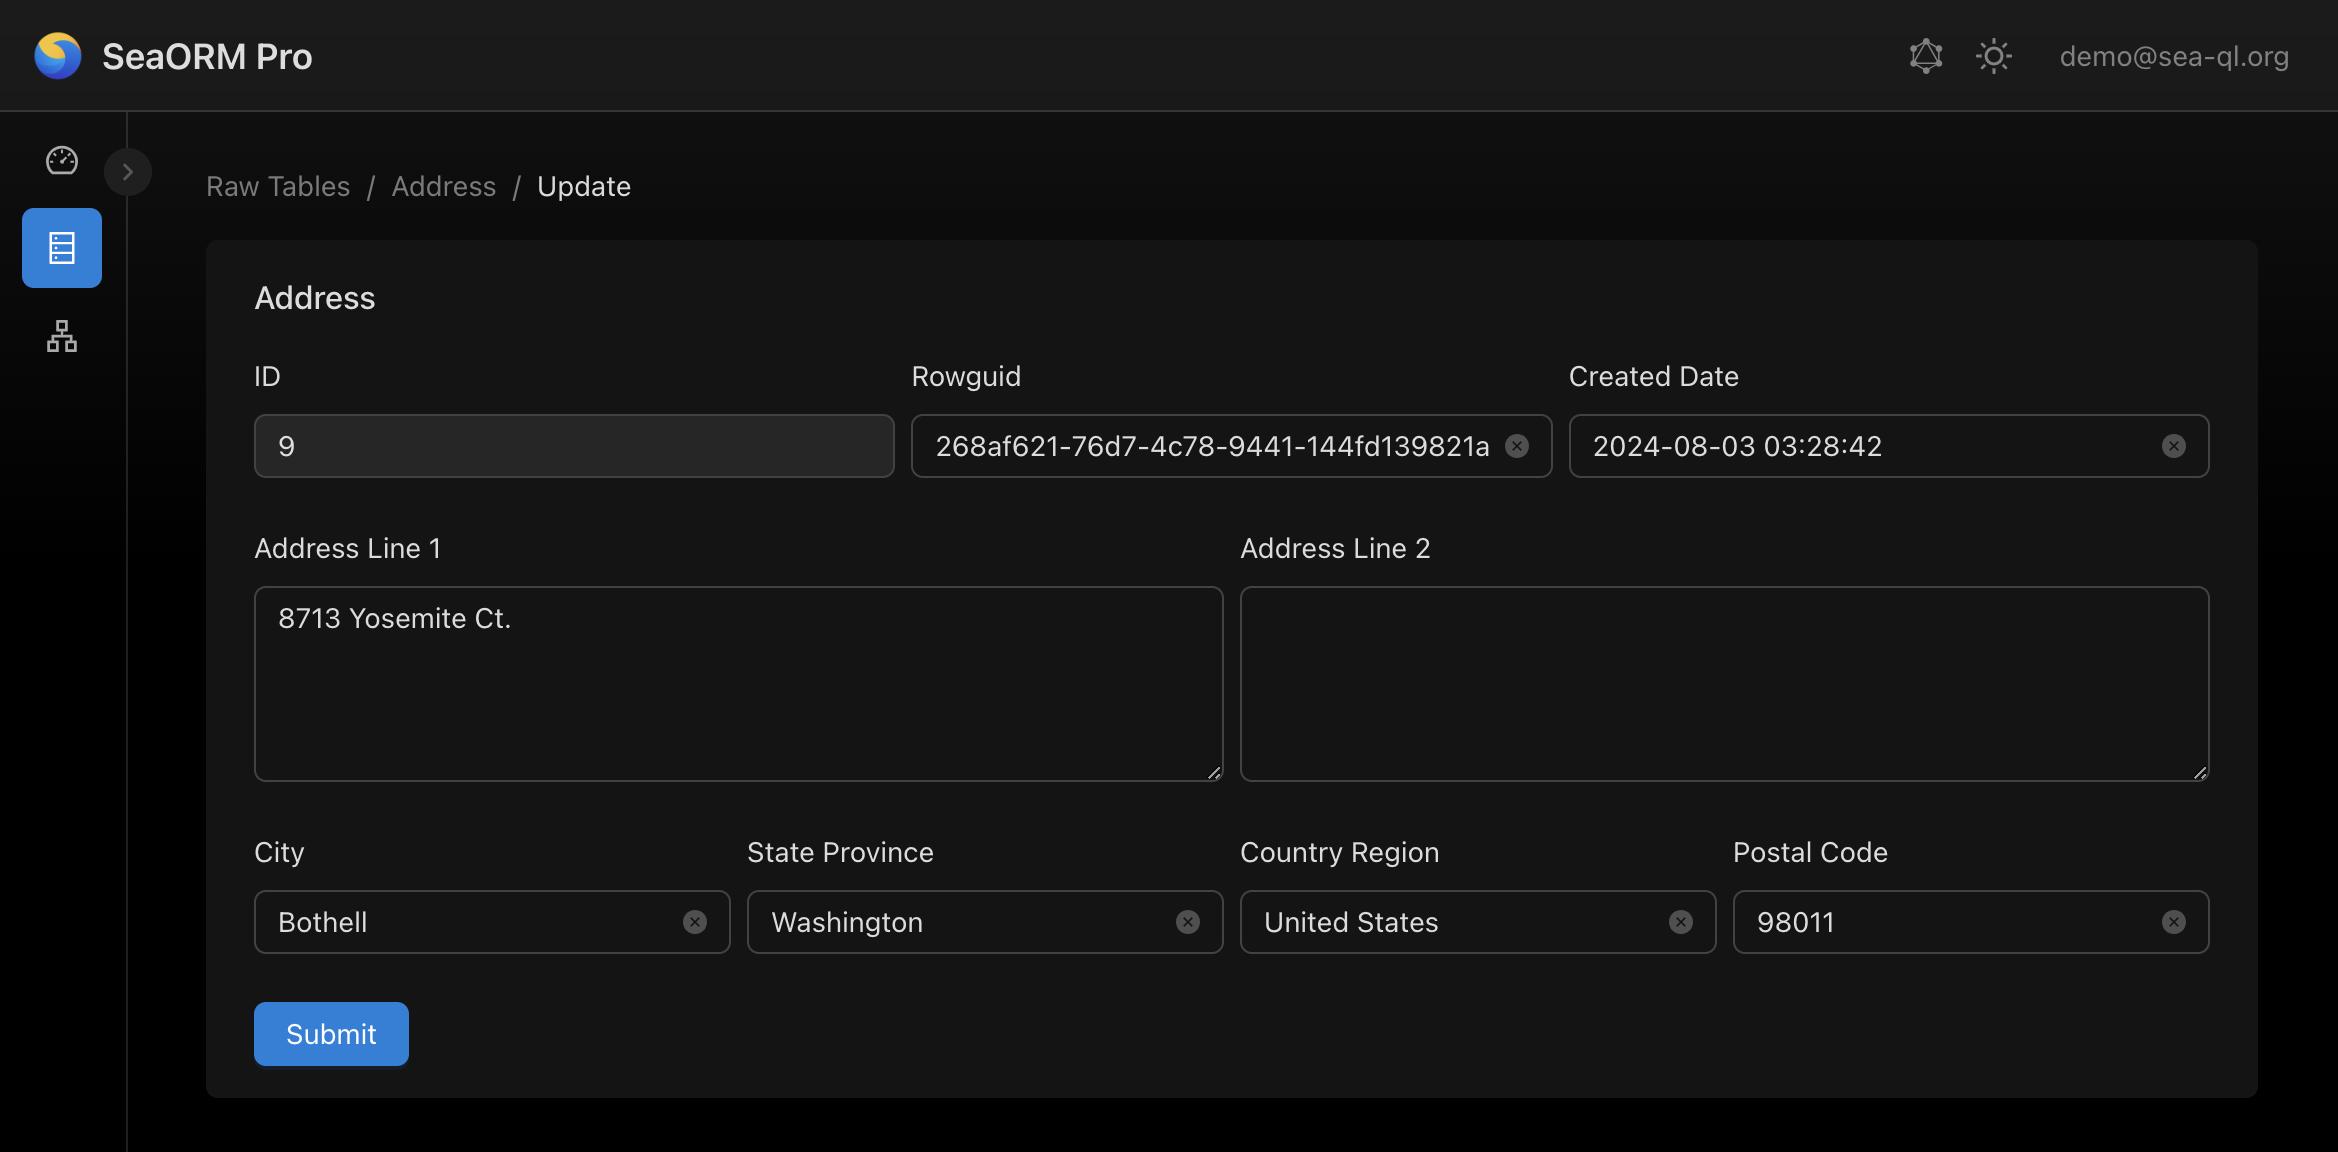 SeaORM Pro
demo@sea-ql.org
Raw Tables / Address / Update
Address
ID
Rowguid
Created Date
9
268af621-76d7-4c78-9441-144fd139821a
2024-08-03 03:28:42
Address Line 1
Address Line 2
8713 Yosemite Ct.
City
State Province
Country Region
Postal Code
Bothell
Washington
United States
98011
Submit